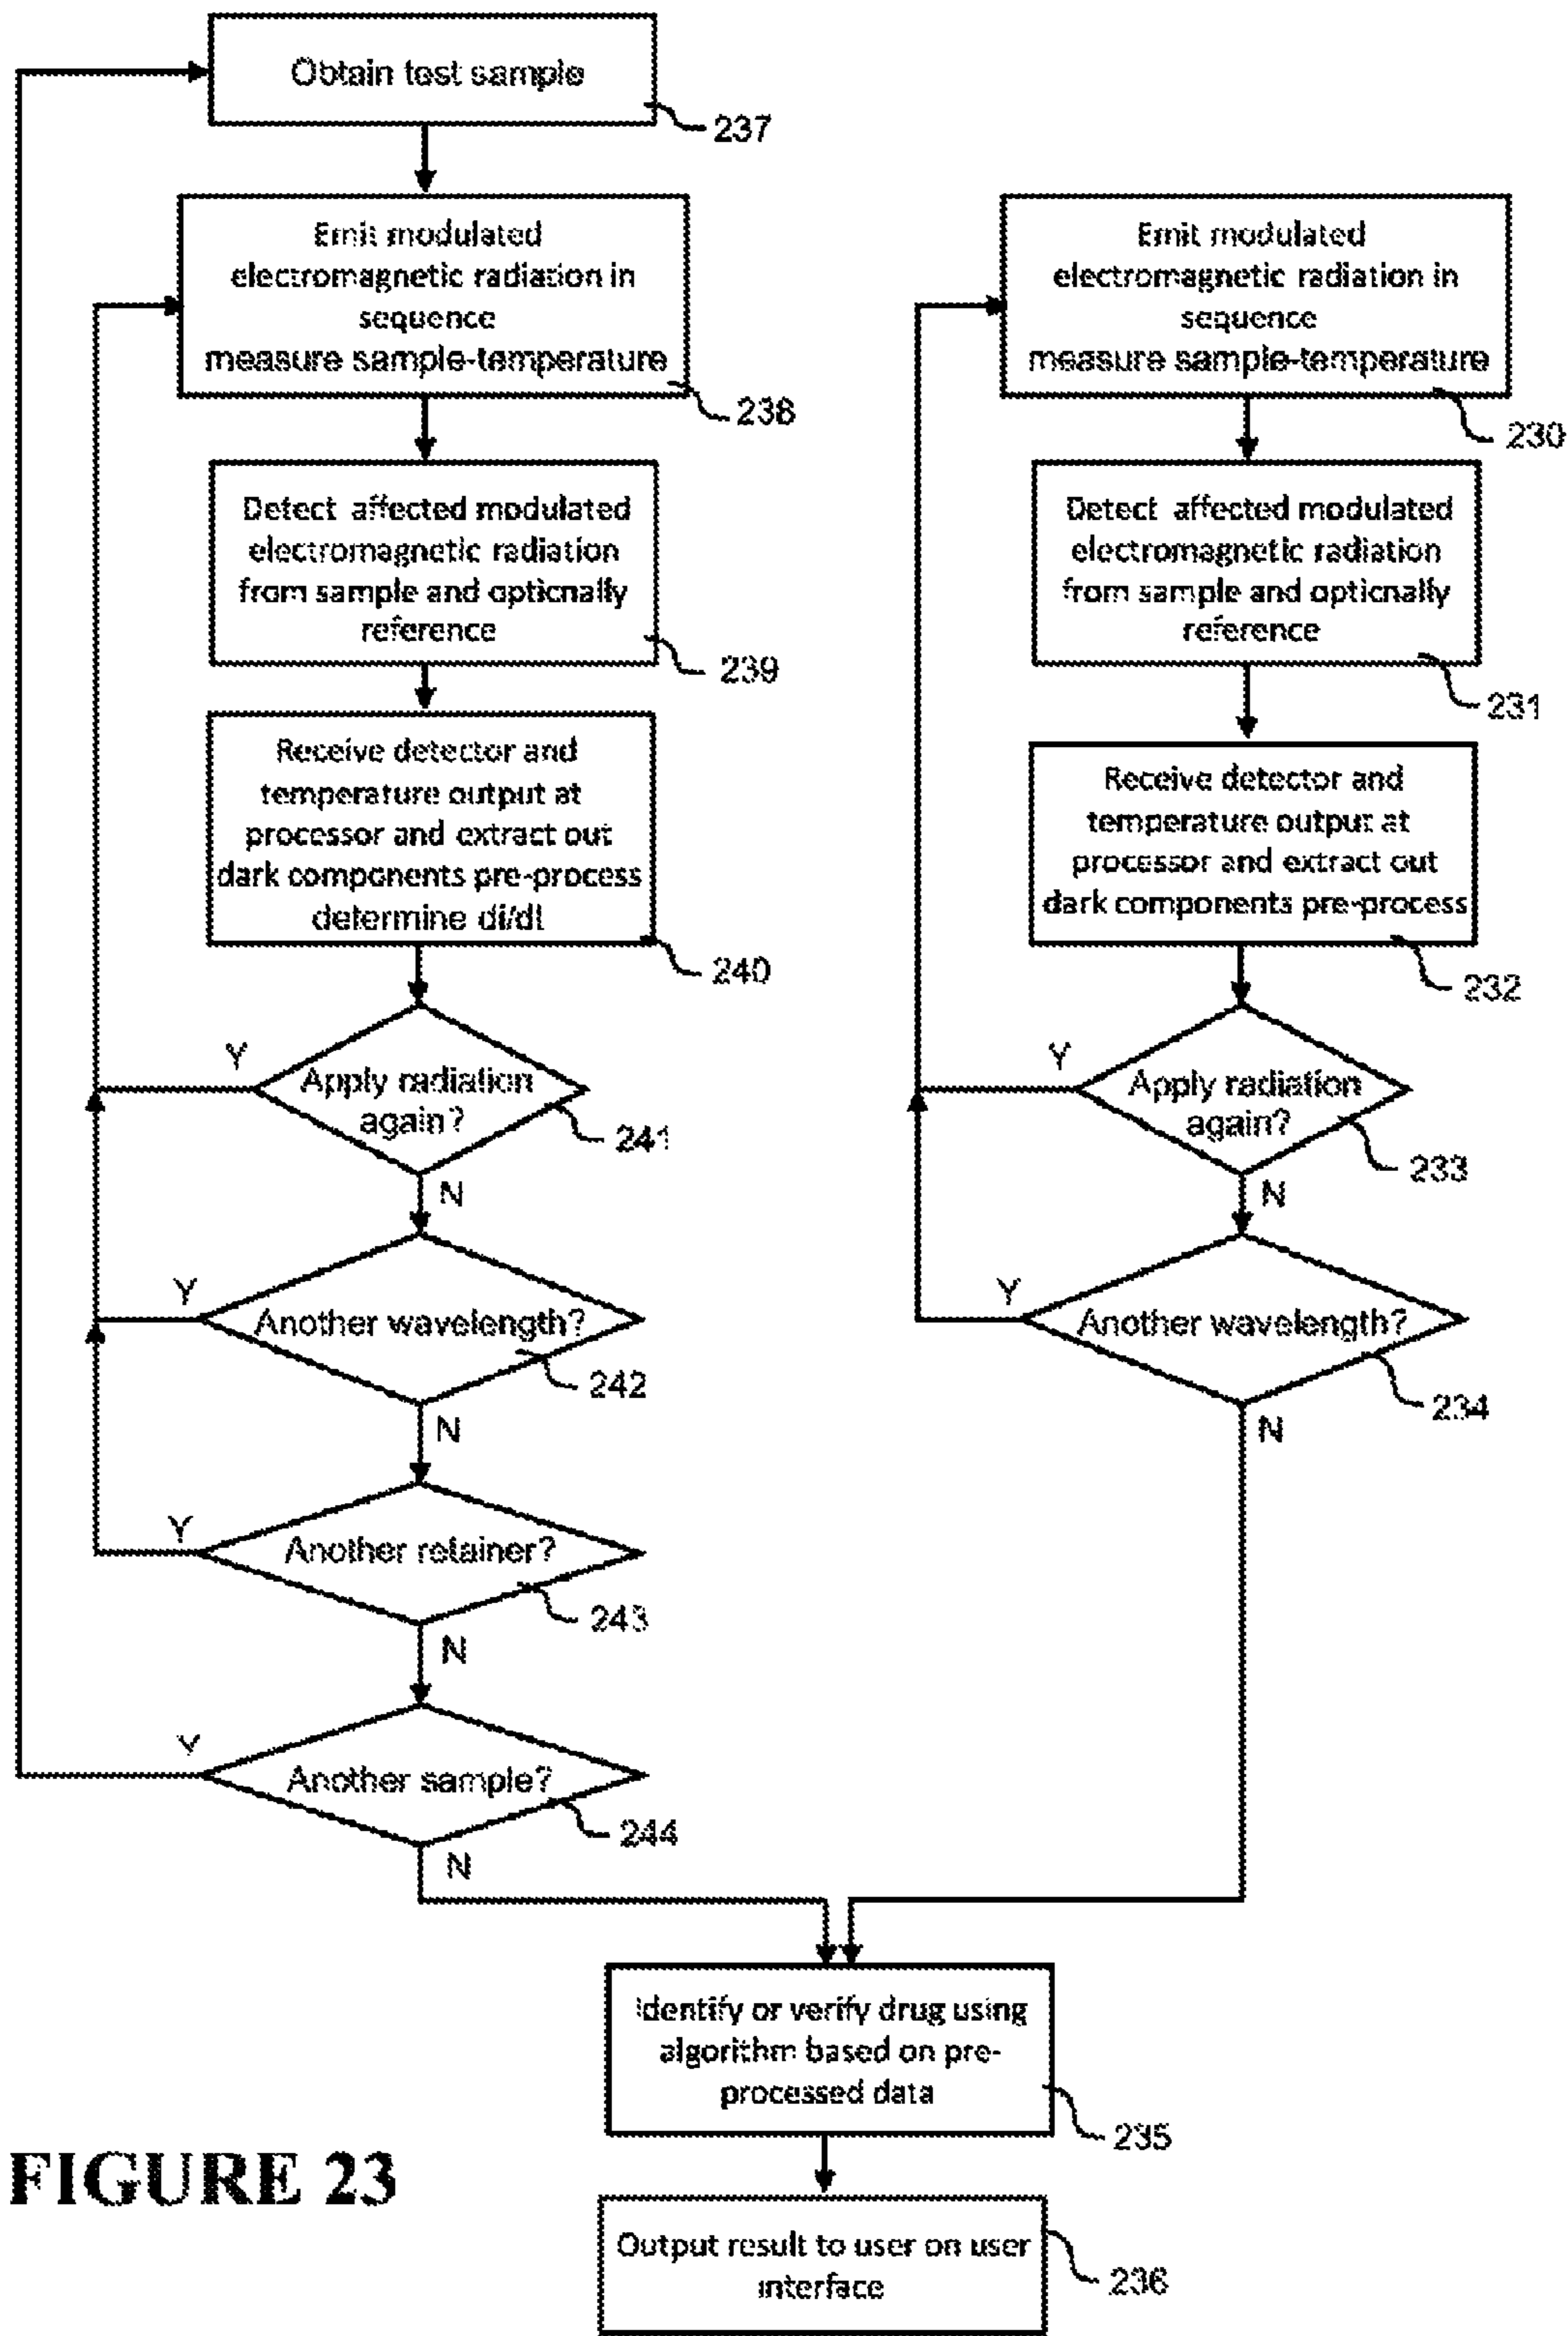 Obtain test sample
237
Emit modulated
electromagnetic radiation in
sequence
measure sample-temperature
238
Detect affected modulated
electromagnetic radiation
from sample and optionally
reference
239
Receive detector and
temperature output at
processor and extract out
dark components pre-process
determine di/dl
240
Y
Apply radiation
again?
241
N
Y
Another wavelength?
242
N
Y
Another retainer?
243
N
Y
Another sample?
244
N
Emit modulated
electromagnetic radiation in
sequence
measure sample-temperature
230
Detect affected modulated
electromagnetic radiation
from sample and optionally
reference
231
Receive detector and
temperature output at
processor and extract out
dark components pre-process
232
Y
Apply radiation
again?
233
N
Y
Another wavelength?
234
N
Identify or verify drug using
algorithm based on pre-
processed data
235
Output result to user on user
interface
236
FIGURE 23